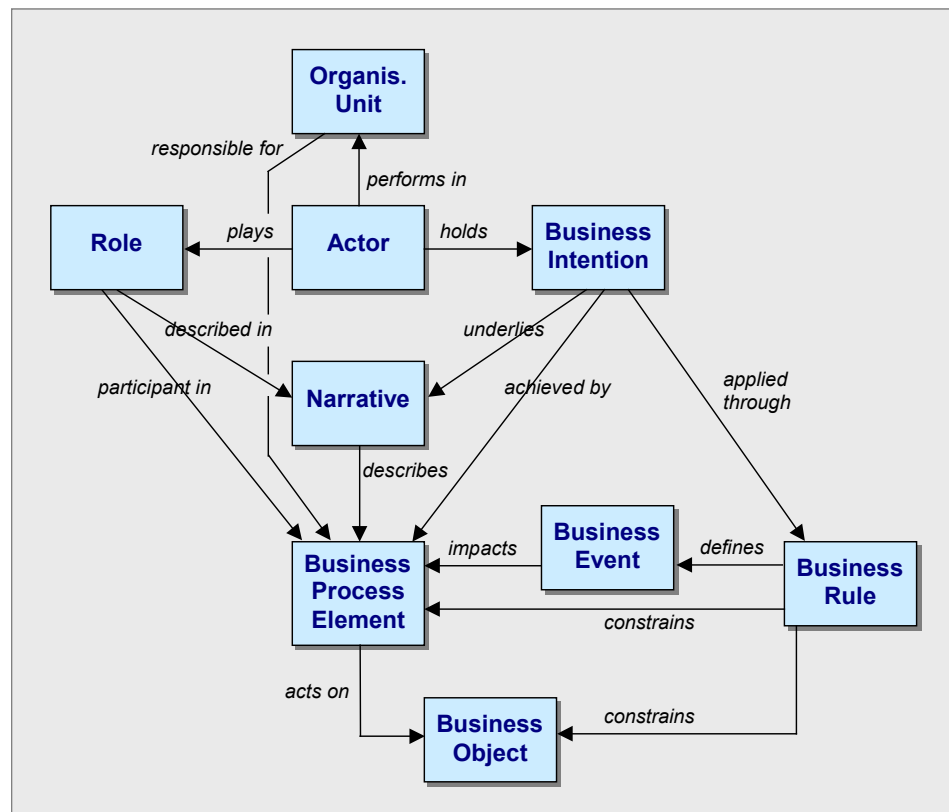 Organis.
Unit
responsible for
performs in
Role
plays
Actor
holds
Business
Intention
described in
underlies
participant in
Narrative
achieved by
applied
through
describes
Business
Process
Element
impacts
Business
Event
defines
Business
Rule
constrains
acts on
Business
Object
constrains